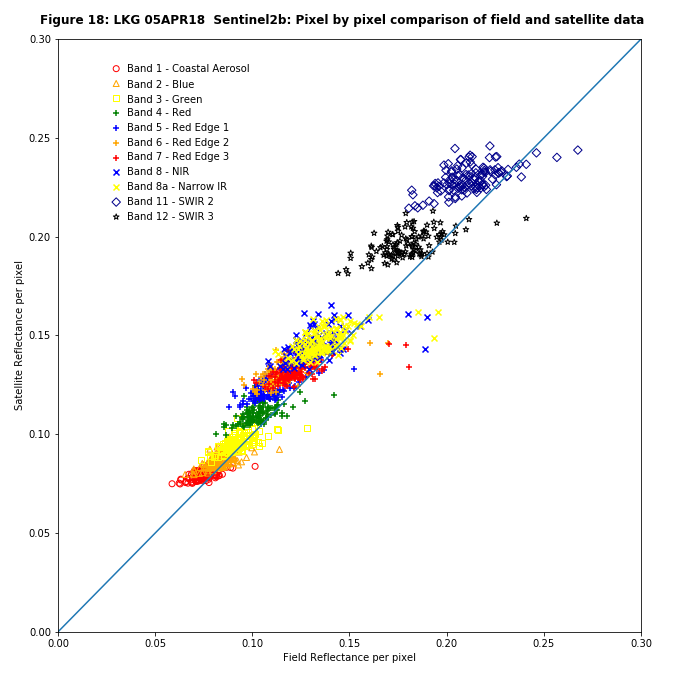 Figure 18: LKG 05APR18  Sentinel2b: Pixel by pixel comparison of field and satellite data
0.30
Band 1 - Coastal Aerosol
Band 2 - Blue
Band 3 - Green
Band 4 - Red
Band 5 - Red Edge 1
Band 6 - Red Edge 2
Band 7 - Red Edge 3
Band 8 - NIR
Band 8a - Narrow IR
Band 11 - SWIR 2
Band 12 - SWIR 3
0.25
0.20
0.15
0.10
0.05
0.00
Satellite Reflectance per pixel
0.00 0.05 0.10 0.15 0.20 0.25 0.30
Field Reflectance per pixel